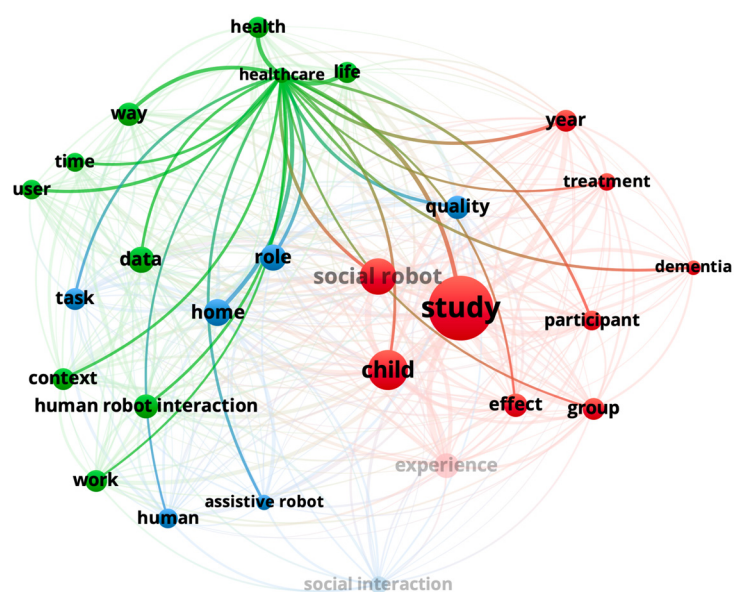 health
healthcare
life
way
year
time
treatment
user
quality
data
role
dementia
social robot
task
home
study
participant
child
context
human robot interaction
effect
group
experience
work
assistive robot
human
social interaction